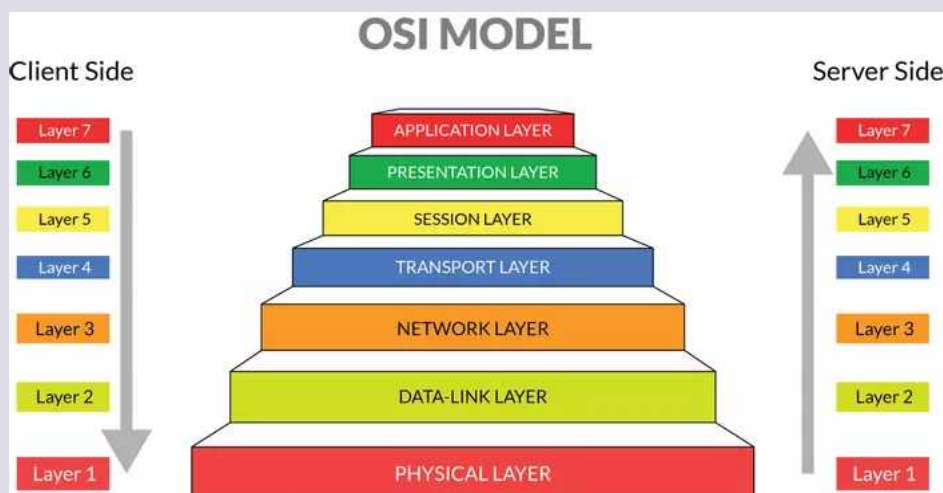 OSI MODEL
Client Side
Server Side
Layer 7
APPLICATION LAYER
Layer 7
Layer 6
PRESENTATION LAYER
Layer 6
Layer 5
SESSION LAYER
Layer 5
Layer 4
TRANSPORT LAYER
Layer 4
Layer 3
NETWORK LAYER
Layer 3
Layer 2
DATA-LINK LAYER
Layer 2
Layer 1
PHYSICAL LAYER
Layer 1